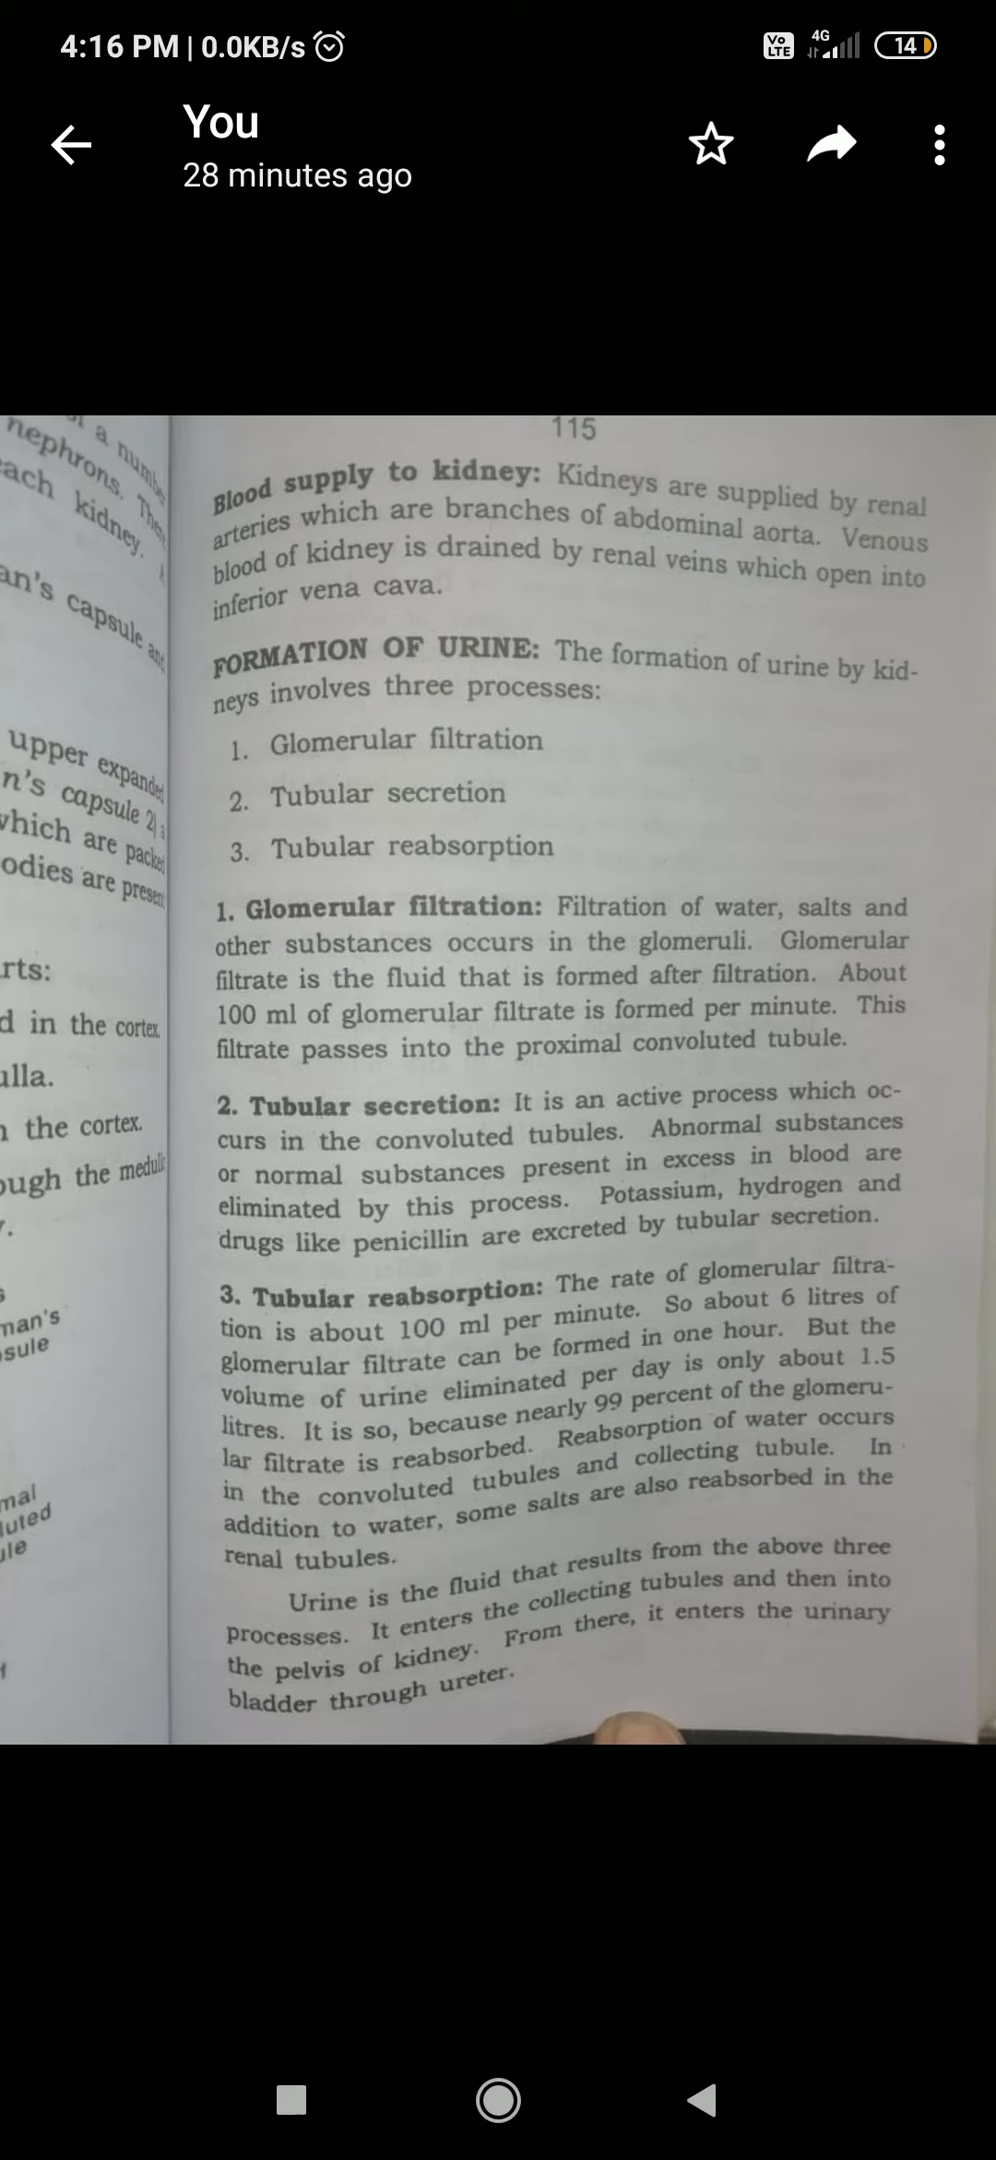 4:16 PM | 0.0KB/s
Vo
LTE
4G
14
You
28 minutes ago
a
nephrons.
each kidney.
an's capsule and
upper expanded
n's capsule 2) a
which are packed
odies are present
rts:
d in the cortex.
ulla.
the cortex.
ough the
man's
sule
mal
luted
ule
115
Blood supply to kidney: Kidneys are supplied by renal
arteries which are branches of abdominal aorta. Venous
blood of kidney is drained by renal veins which open into
inferior vena cava.
FORMATION OF URINE: The formation of urine by kid-
neys involves three processes:
1. Glomerular filtration
2. Tubular secretion
3. Tubular reabsorption
1. Glomerular filtration: Filtration of water, salts and
other substances occurs in the glomeruli. Glomerular
filtrate is the fluid that is formed after filtration. About
100 ml of glomerular filtrate is formed per minute. This
filtrate passes into the proximal convoluted tubule.
2. Tubular secretion: It is an active process which oc-
curs in the convoluted tubules. Abnormal substances
or normal substances present in excess in blood are
eliminated by this process. Potassium, hydrogen and
drugs like penicillin are excreted by tubular secretion.
3. Tubular reabsorption: The rate of glomerular filtra-
tion is about 100 ml per minute. So about 6 litres of
glomerular filtrate can be formed in one hour. But the
volume of urine eliminated per day is only about 1.5
litres. It is so, because nearly 99 percent of the glomeru-
lar filtrate is reabsorbed. Reabsorption of water occurs
in the convoluted tubules and collecting tubule. In
addition to water, some salts are also reabsorbed in the
renal tubules.
Urine is the fluid that results from the above three
processes. It enters the collecting tubules and then into
the pelvis of kidney. From there, it enters the urinary
bladder through ureter.